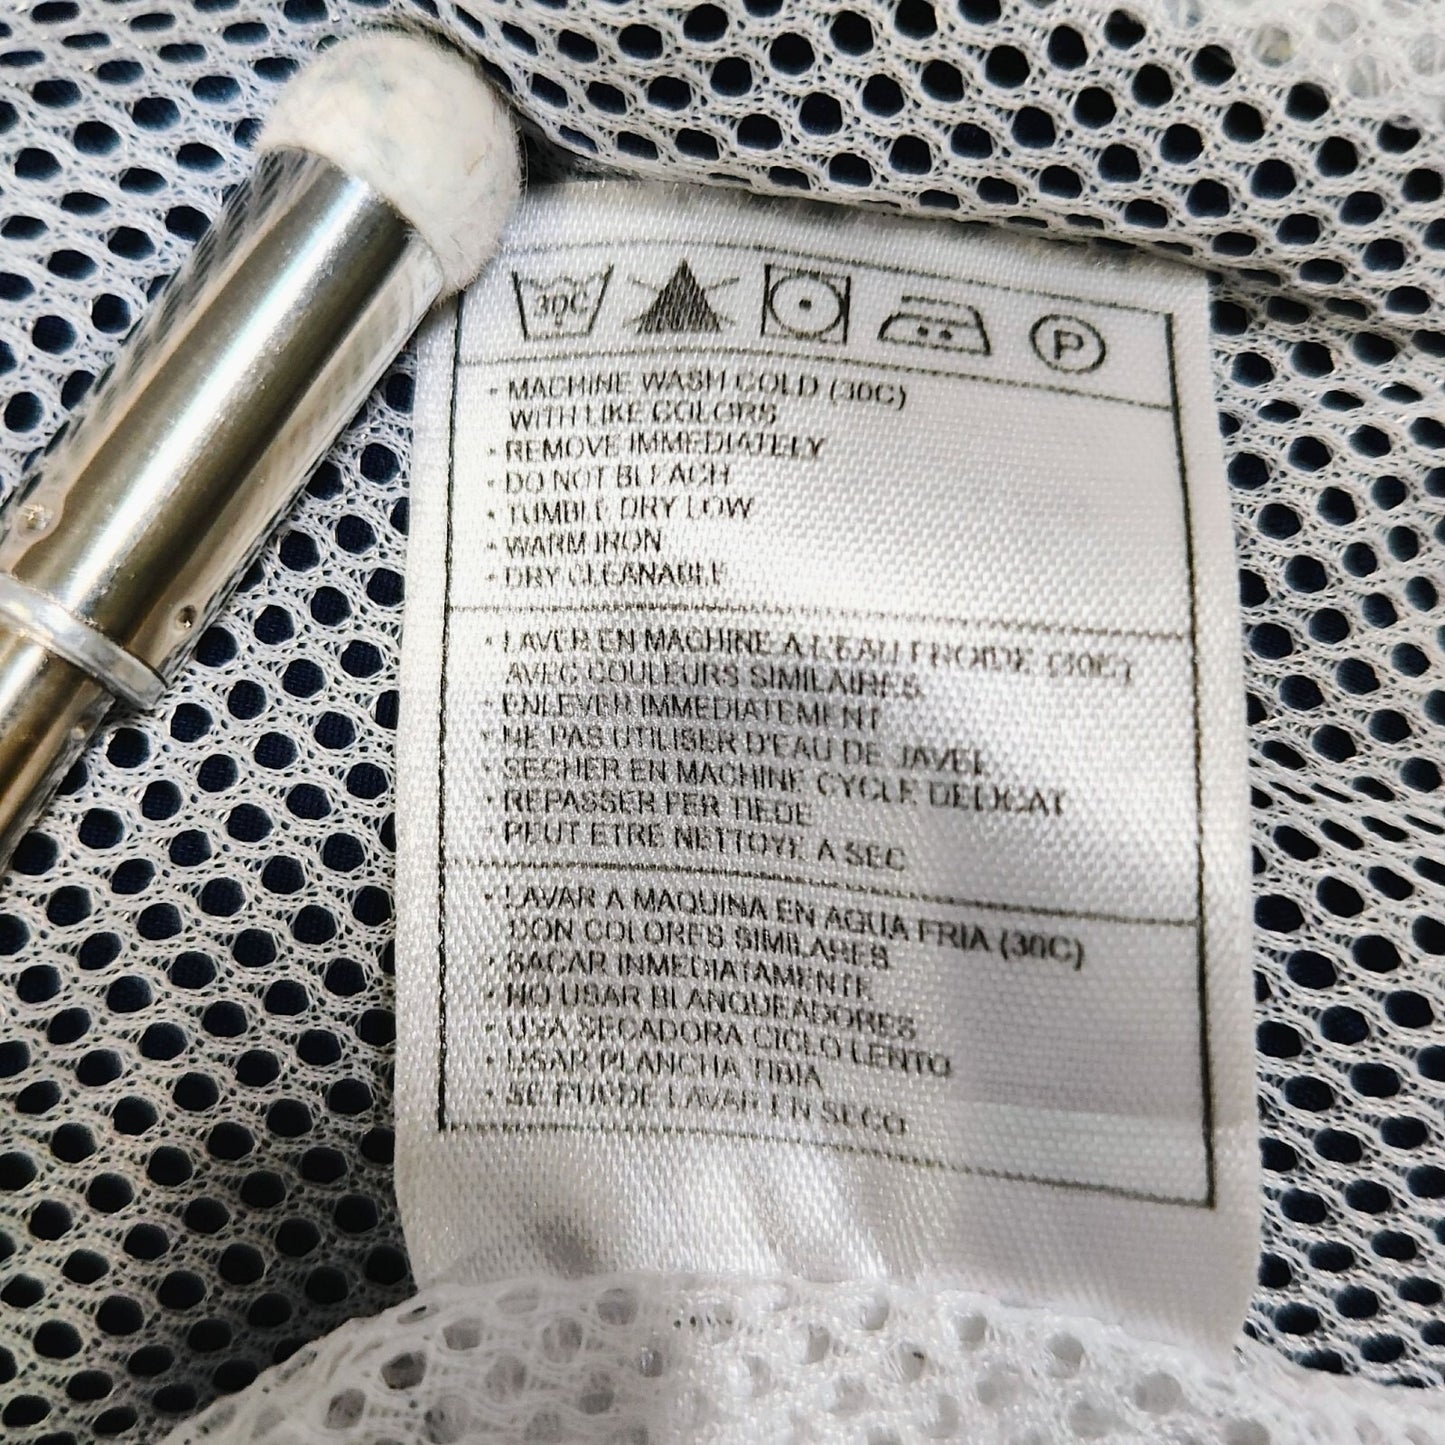 30C
P
• MACHINE WASH COLD (30C)
WITH LIKE COLORS
• REMOVE IMMEDIATELY
• DO NOT BLEACH
• TUMBLE DRY LOW
• WARM IRON
• DRY CLEANABLE
• LAVER EN MACHINE A L'EAU FROIDE (30C)
AVEC COULEURS SIMILAIRES
• ENLEVER IMMEDIATEMENT
• NE PAS UTILISER D'EAU DE JAVEL
• SECHER EN MACHINE CYCLE DELICAT
• REPASSER FER TIEDE
• PEUT ETRE NETTOYE A SEC
• LAVAR A MAQUINA EN AGUA FRIA (30C)
CON COLORES SIMILARES
• SACAR INMEDIATAMENTE
• NO USAR BLANQUEADORES
• USA SECADORA CICLO LENTO
• USAR PLANCHA TIBIA
• SE PUEDE LAVAR EN SECO